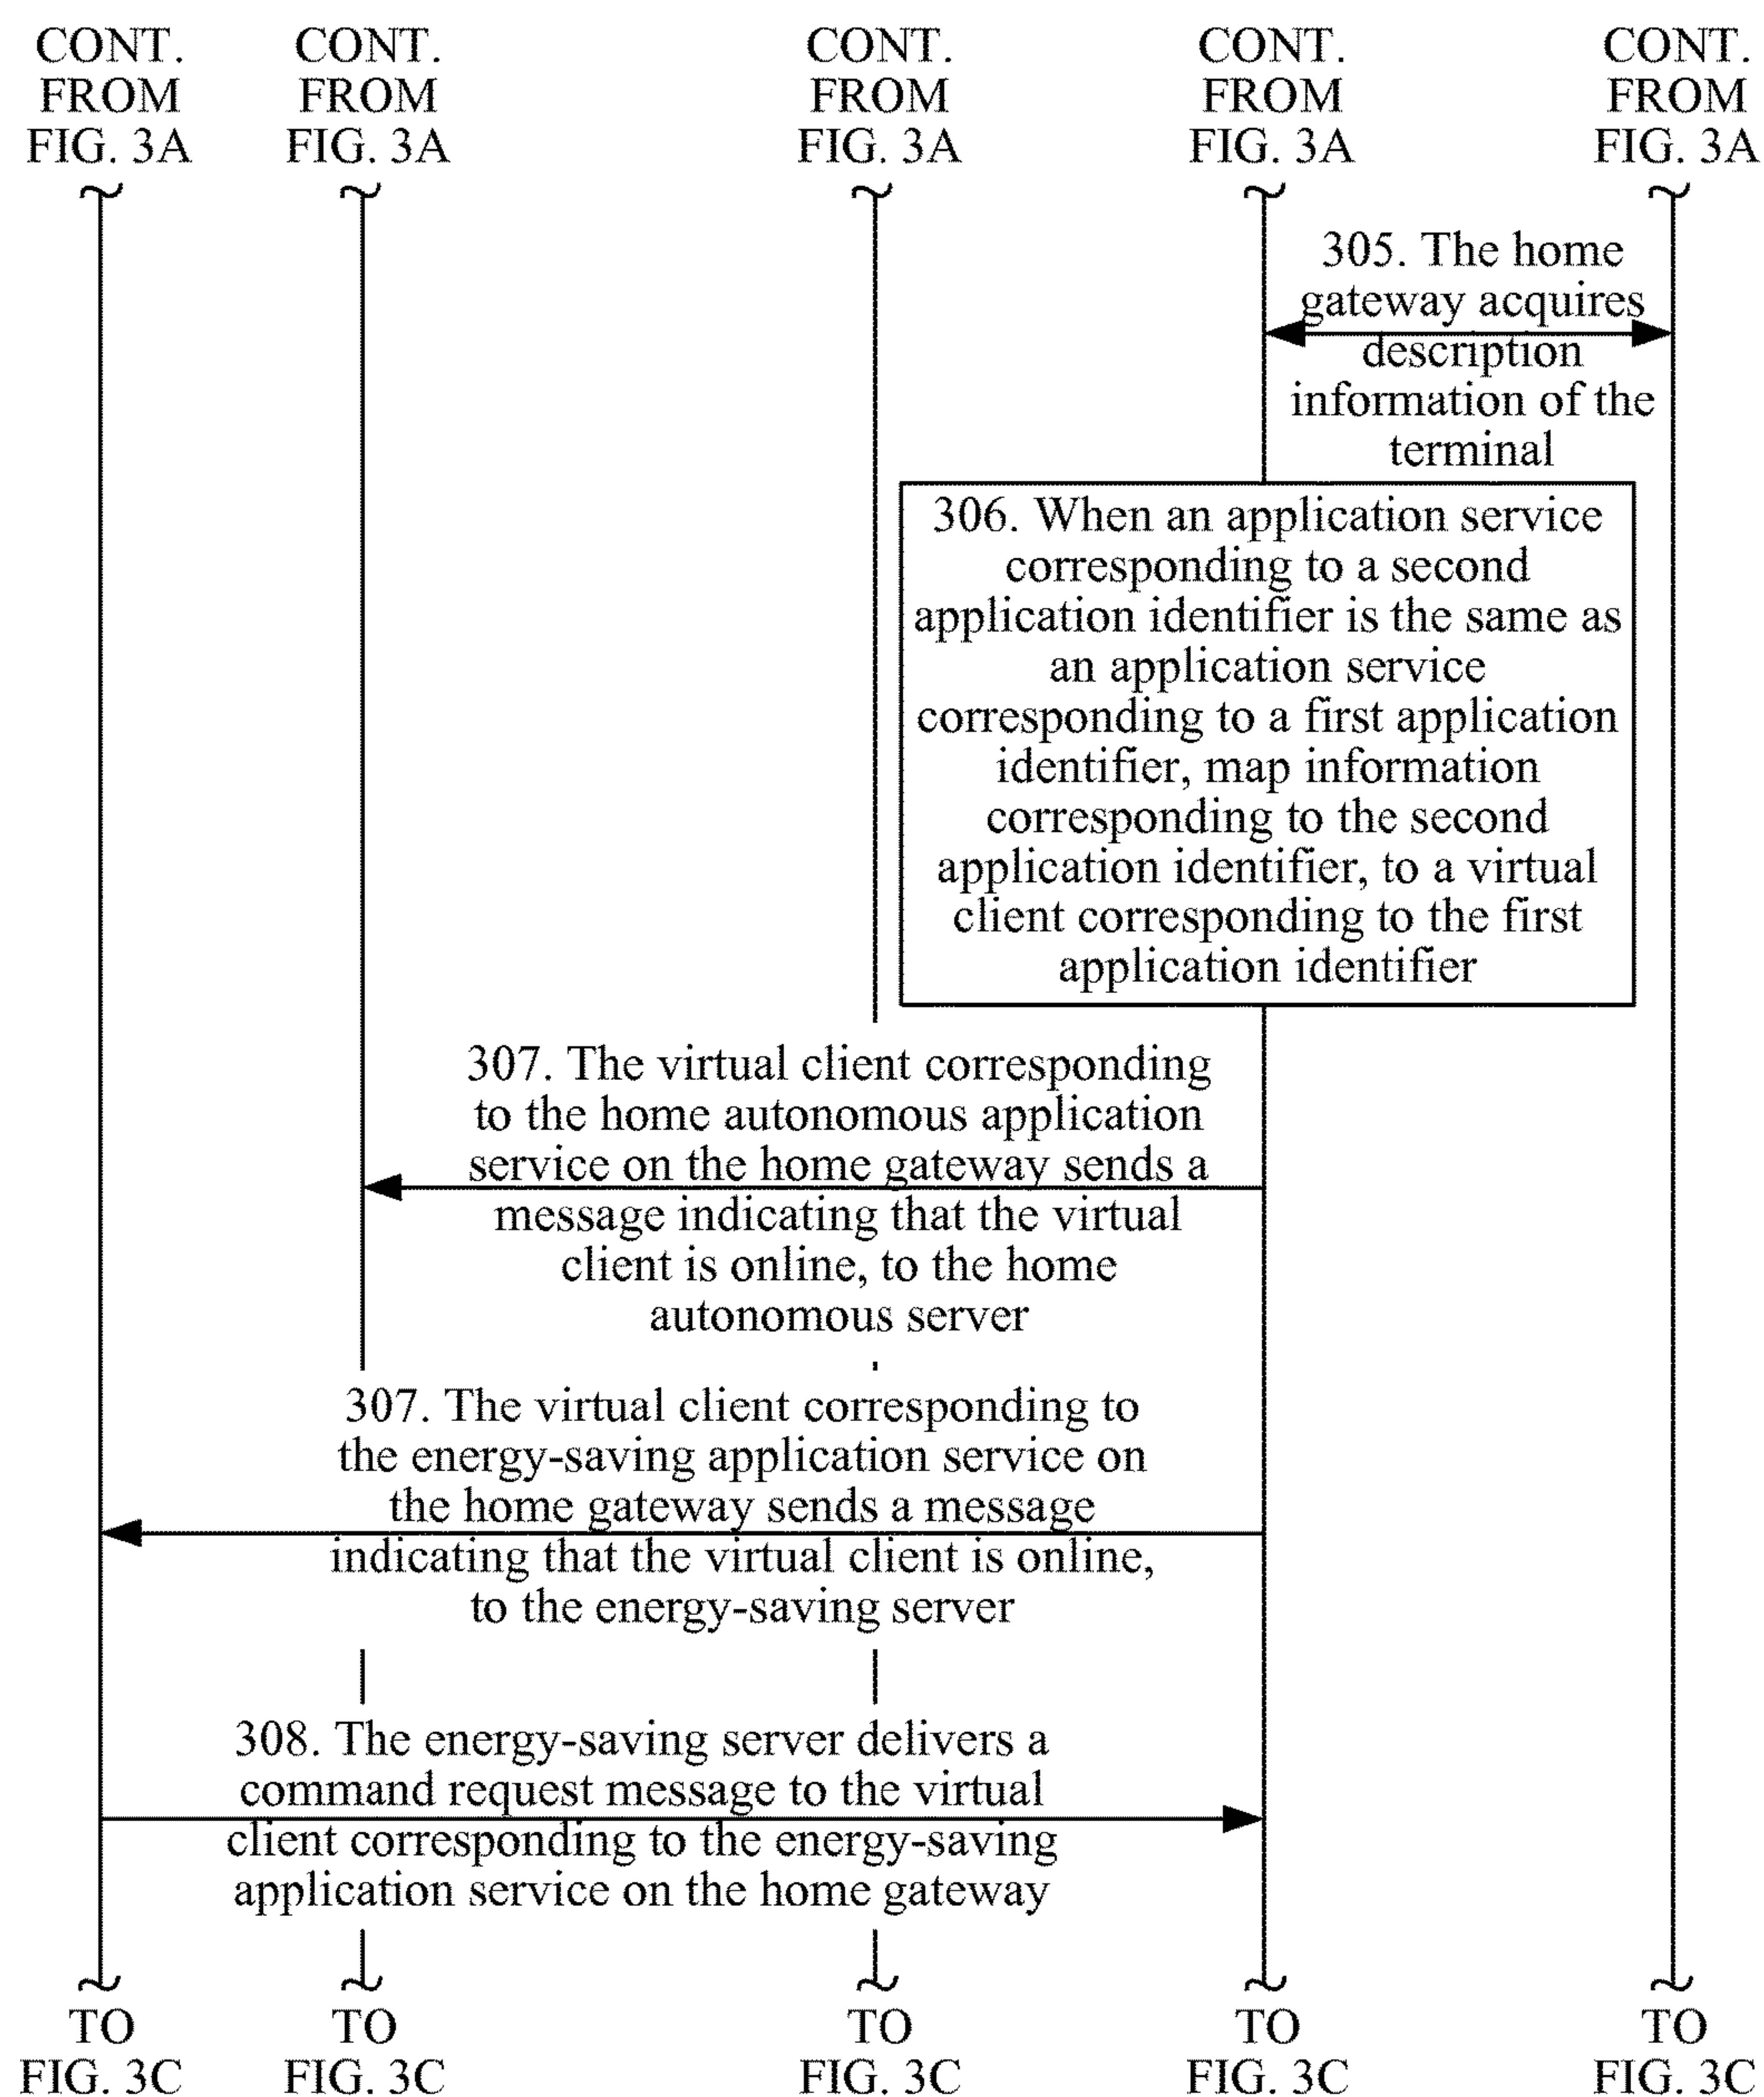 CONT. CONT. CONT. CONT. CONT.
FROM FROM FROM FROM FROM
FIG. 3A FIG. 3A FIG. 3A FIG. 3A FIG. 3A
305. The home
gateway acquires
description
information of the
terminal
306. When an application service
corresponding to a second
application identifier is the same as
an application service
corresponding to a first application
identifier, map information
corresponding to the second
application identifier, to a virtual
client corresponding to the first
application identifier
307. The virtual client corresponding
to the home autonomous application
service on the home gateway sends a
message indicating that the virtual
client is online, to the home
autonomous server
307. The virtual client corresponding to
the energy-saving application service on
the home gateway sends a message
indicating that the virtual client is online,
to the energy-saving server
308. The energy-saving server delivers a
command request message to the virtual
client corresponding to the energy-saving
application service on the home gateway
TO TO TO TO TO
FIG. 3C FIG. 3C FIG. 3C FIG. 3C FIG. 3C